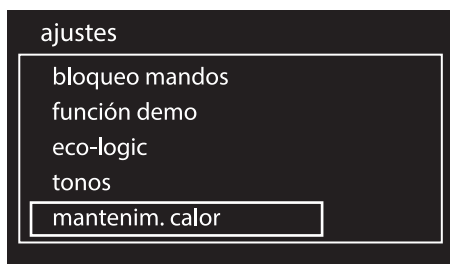 ajustes
bloqueo mandos
función demo
eco-logic
tonos
mantenim. calor